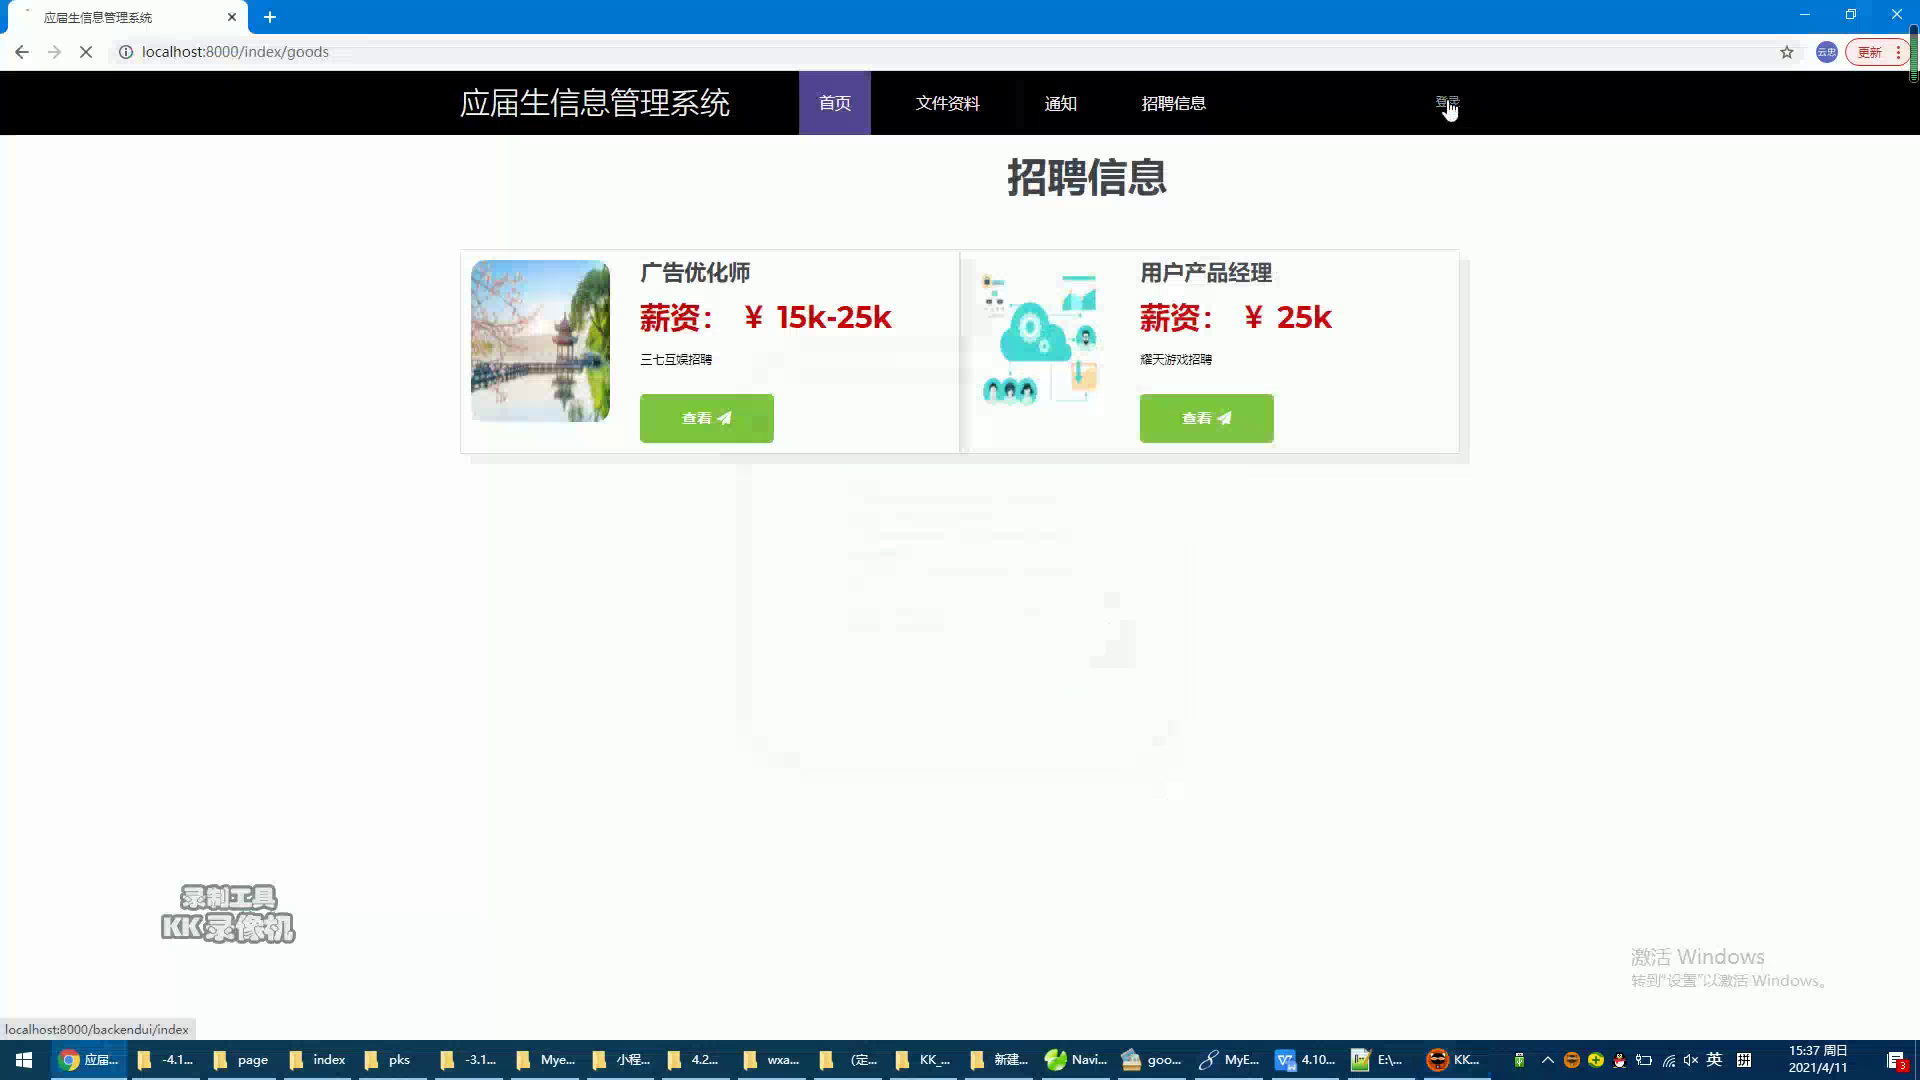 应届生信息管理系统
localhost:8000/index/goods
云忠
更新
应届生信息管理系统
首页
文件资料
通知
招聘信息
登录
招聘信息
广告优化师
薪资： ￥ 15k-25k
三七互娱招聘
查看
用户产品经理
薪资： ￥ 25k
耀天游戏招聘
查看
录制工具
KK录像机
激活 Windows
转到“设置”以激活 Windows。
localhost:8000/backendui/index
应届...
-4.1...
page
index
pks
-3.1...
Mye...
小程...
4.2...
wxa...
(定...
KK_...
新建...
Navi...
goo...
MyE...
4.10...
E:\...
KK...
英
拼
15:37 周日
2021/4/11
3